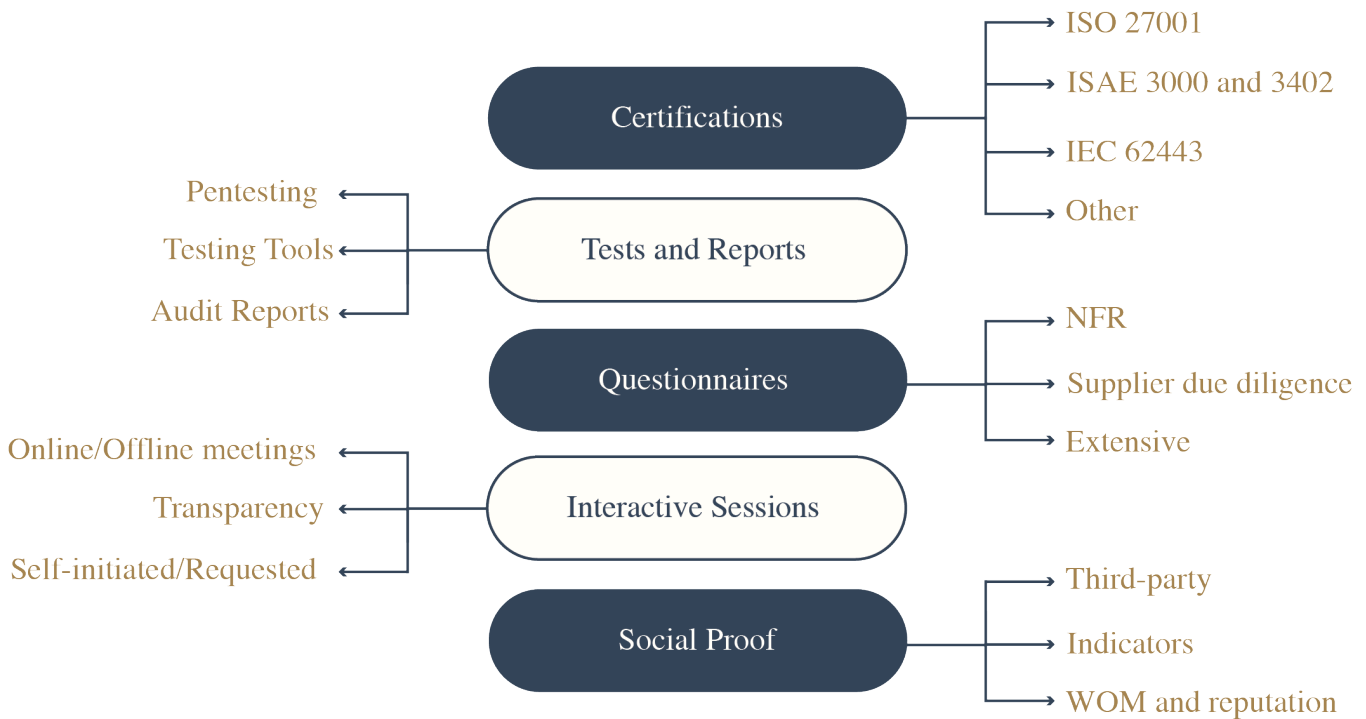 Certifications
ISO 27001
ISAE 3000 and 3402
IEC 62443
Other
Tests and Reports
Pentesting
Testing Tools
Audit Reports
Questionnaires
NFR
Supplier due diligence
Extensive
Interactive Sessions
Online/Offline meetings
Transparency
Self-initiated/Requested
Social Proof
Third-party
Indicators
WOM and reputation